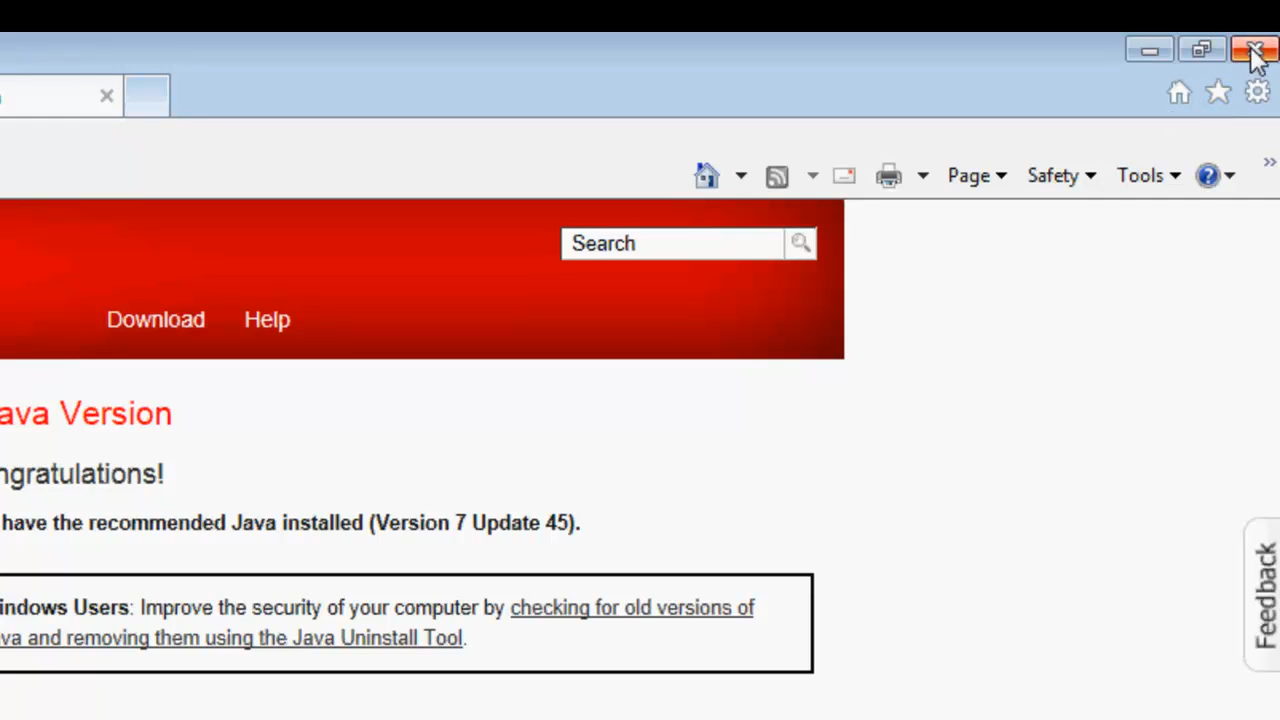 Page
Safety
Tools
Search
Download
Help
ava Version
ngratulations!
have the recommended Java installed (Version 7 Update 45).
indows Users: Improve the security of your computer by checking for old versions of
va and removing them using the Java Uninstall Tool.
Feedback